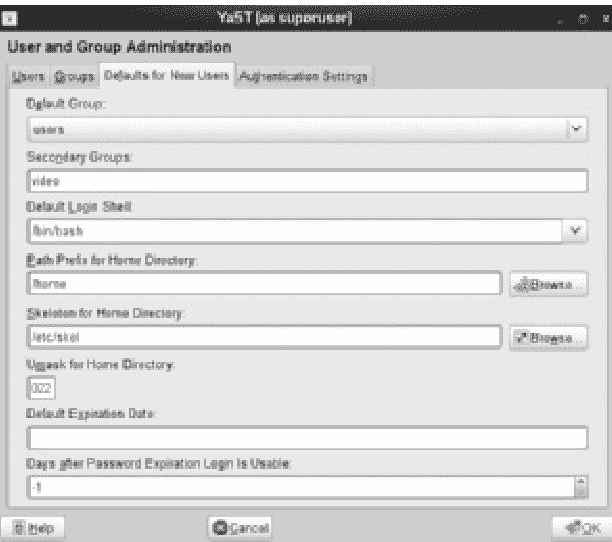 YaST (as superuser)
User and Group Administration
Users Groups Defaults for New Users Authentication Settings
Default Group:
users
Secondary Groups:
video
Default Login Shell:
/bin/bash
Path Prefix for Home Directory:
/home
Browse...
Skeleton for Home Directory:
/etc/skel
Browse...
Umask for Home Directory:
022
Default Expiration Date:
Days after Password Expiration Login Is Usable:
-1
Help Cancel OK